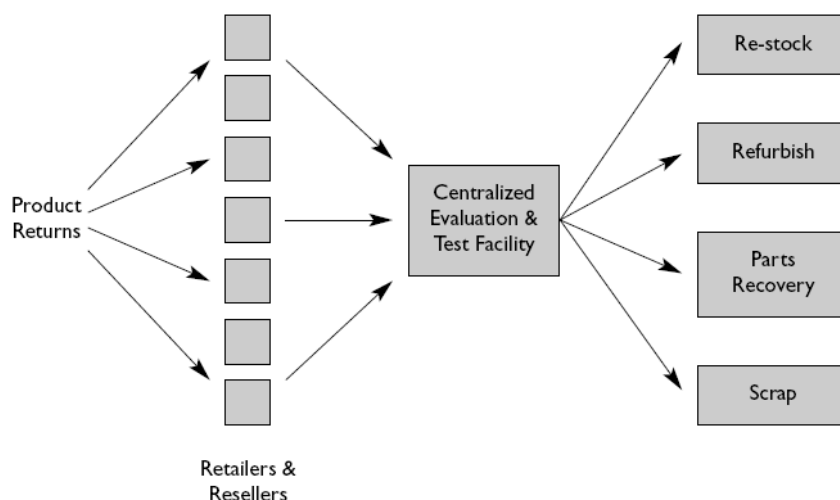 Product
Returns
Retailers &
Resellers
Centralized
Evaluation &
Test Facility
Re-stock
Refurbish
Parts
Recovery
Scrap